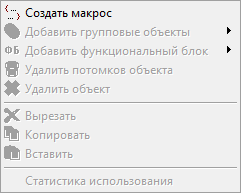 Создать макрос
Добавить групповые объекты
ФБ Добавить функциональный блок
Удалить потомков объекта
Удалить объект
Вырезать
Копировать
Вставить
Статистика использования